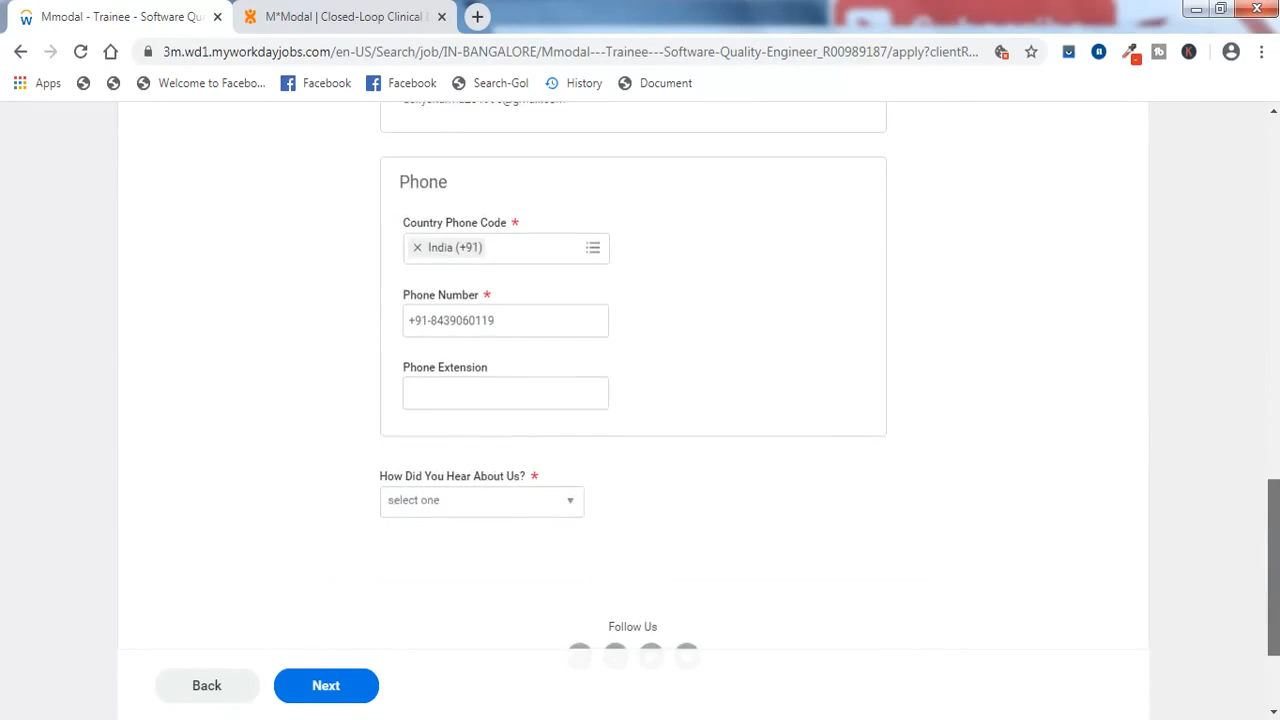 Mmodal - Trainee - Software Qua
M*Modal | Closed-Loop Clinical
3m.wd1.myworkdayjobs.com/en-US/Search/job/IN-BANGALORE/Mmodal---Trainee---Software-Quality-Engineer_R00989187/apply?clientR...
Apps
Welcome to Facebo...
Facebook
Facebook
Search-Gol
History
Document
Phone
Country Phone Code *
× India (+91)
Phone Number *
+91-8439060119
Phone Extension
How Did You Hear About Us? *
select one
Follow Us
Back
Next